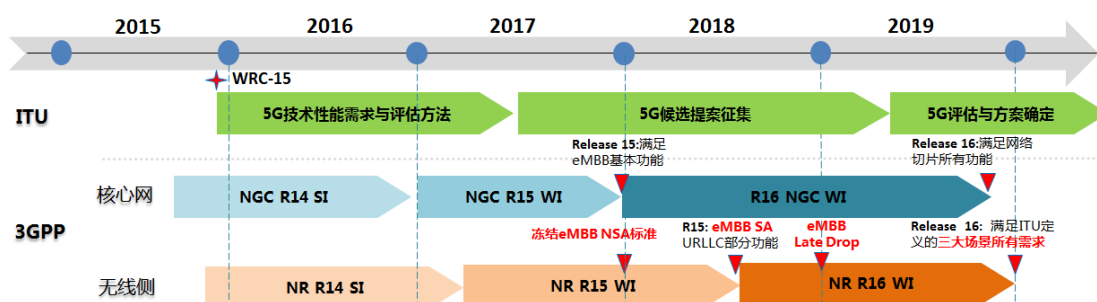 2015 2016 2017 2018 2019
WRC-15
ITU
5G技术性能需求与评估方法
5G候选提案征集
5G评估与方案确定
Release 15:满足
eMBB基本功能
Release 16:满足网络
切片所有功能
核心网
NGC R14 SI
NGC R15 WI
R16 NGC WI
3GPP
冻结eMBB NSA标准
R15: eMBB SA
URLLC部分功能
eMBB
Late Drop
Release 16: 满足ITU定
义的三大场景所有需求
无线侧
NR R14 SI
NR R15 WI
NR R16 WI